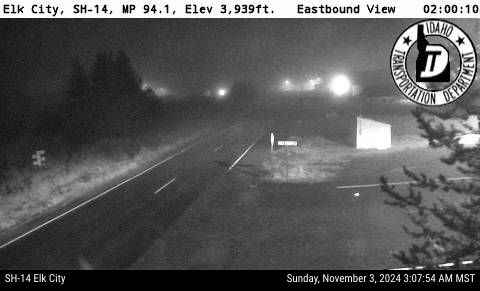 Elk City, SH-14, MP 94.1, Elev 3,939ft. Eastbound View 02:00:10
IDAHO
TRANSPORTATION DEPARTMENT
SH-14 Elk City Sunday, November 3, 2024 3:07:54 AM MST